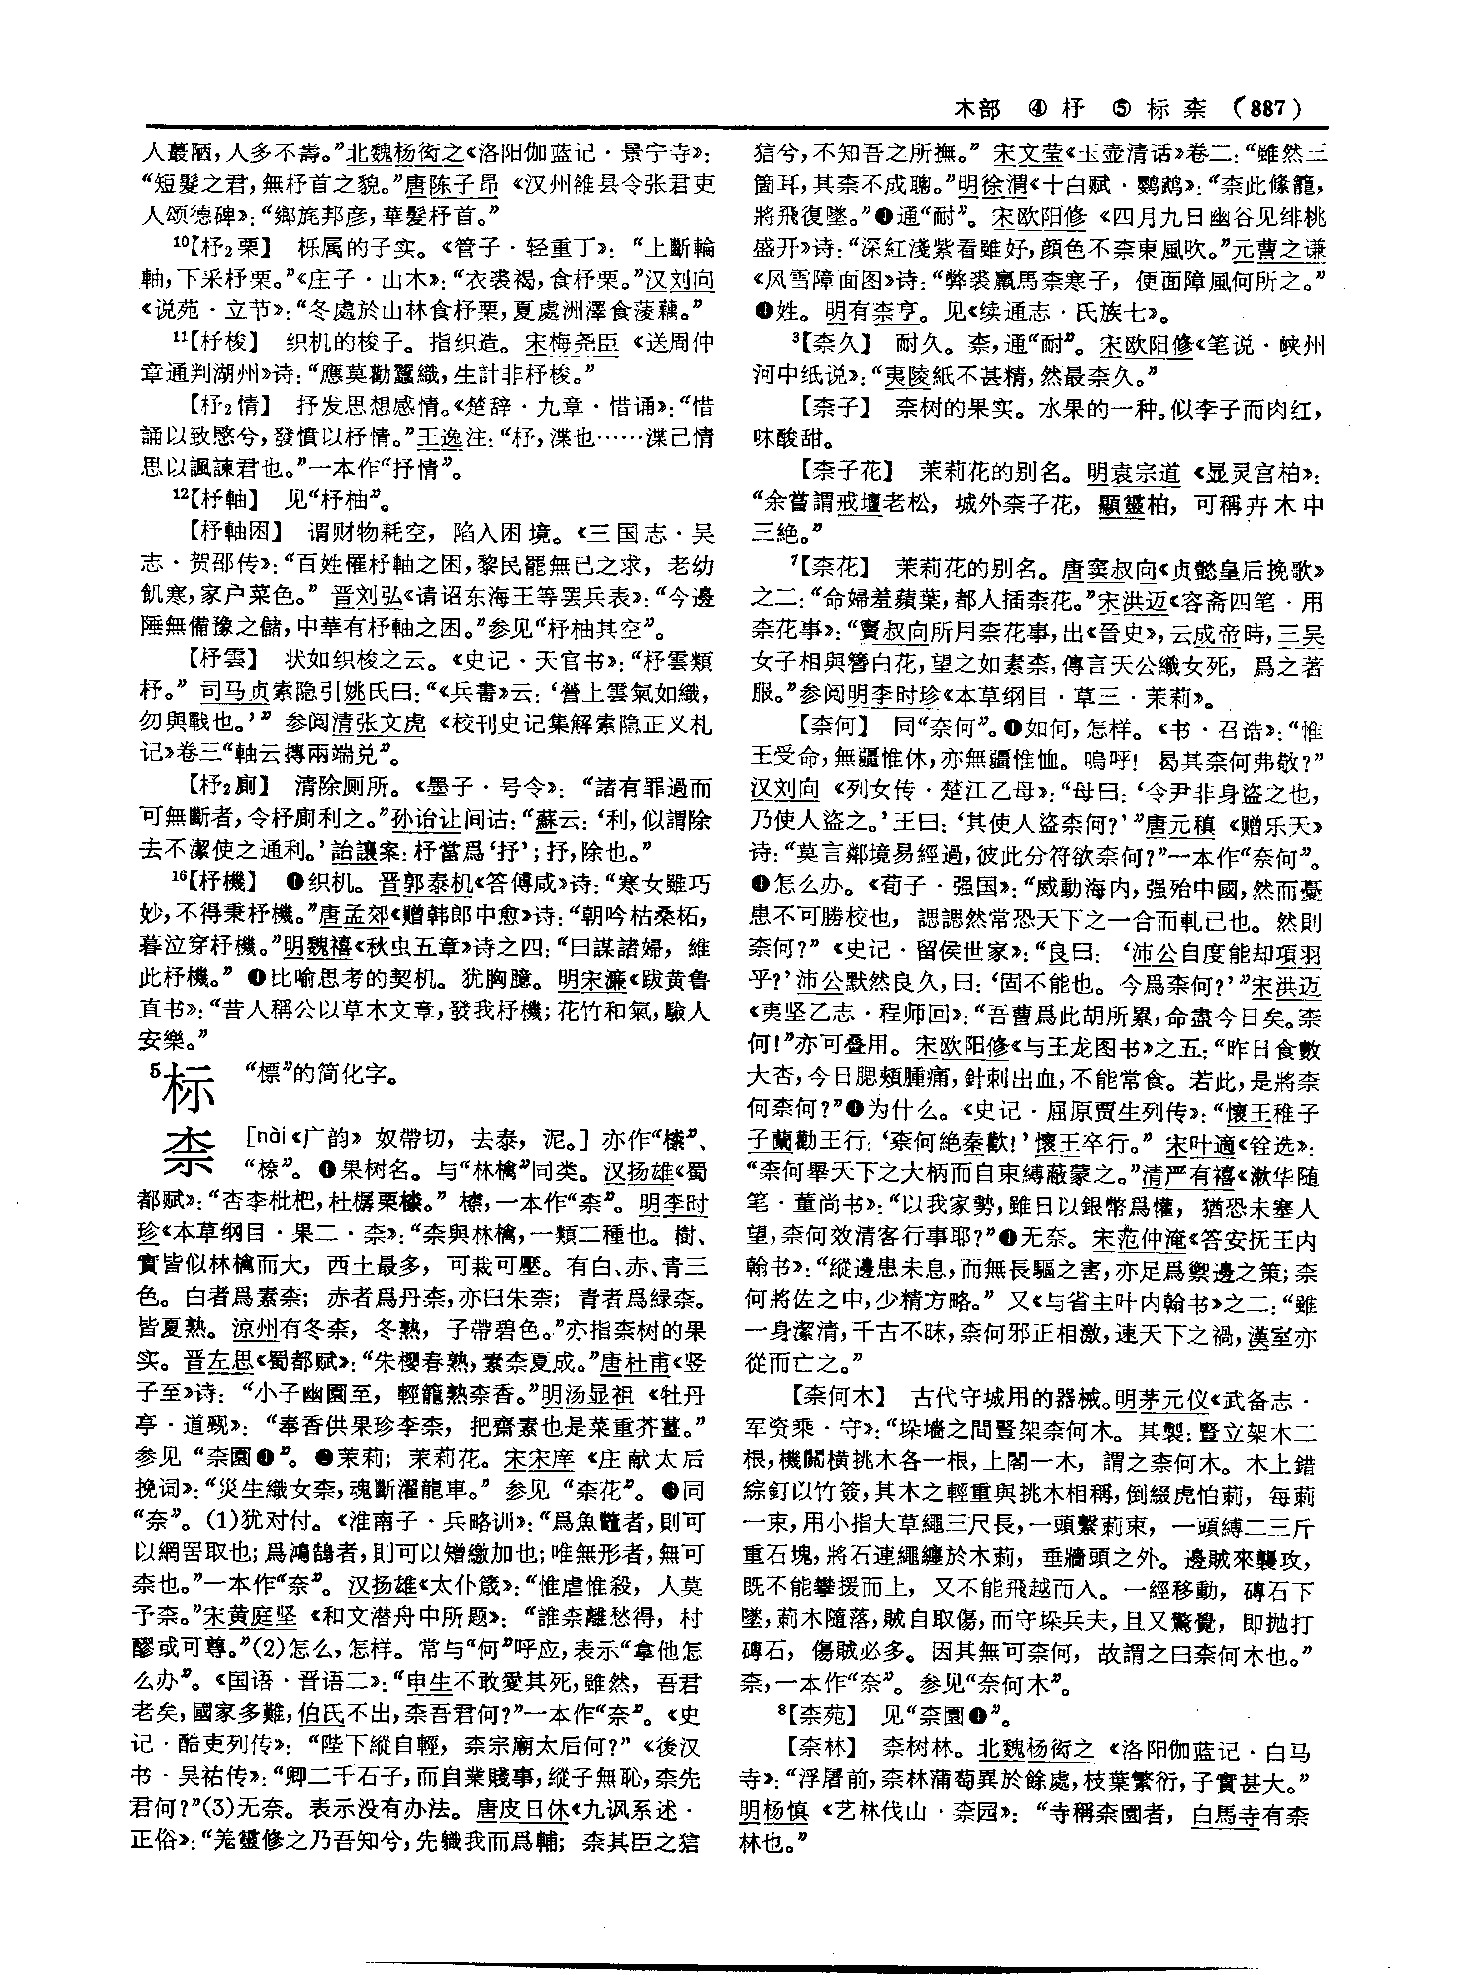 木部 ④ 杼 ⑤ 标 柰 (887)
人蕞陋，人多不壽。”北魏杨衒之《洛阳伽蓝记·景宁寺》：
“短髮之君，無杼首之貌。”唐陈子昂《汉州雒县令张君吏
人颂德碑》：“鄉旄邦彦，華髮杼首。”
10【杼₂栗】 栎属的子实。《管子·轻重丁》：“上斷輪
軸，下采杼栗。”《庄子·山木》：“衣裘褐，食杼栗。”汉刘向
《说苑·立节》：“冬處於山林食杼栗，夏處洲澤食蔆藕。”
11【杼梭】 织机的梭子。指织造。宋梅尧臣《送周仲
章通判湖州》诗：“應莫勸蠶織，生計非杼梭。”
【杼₂情】 抒发思想感情。《楚辞·九章·惜诵》：“惜
誦以致愍兮，發憤以杼情。”王逸注：“杼，渫也……渫己情
思以諷諫君也。”一本作“抒情”。
12【杼軸】 见“杼柚”。
【杼軸困】 谓财物耗空，陷入困境。《三国志·吴
志·贺邵传》：“百姓罹杼軸之困，黎民罷無已之求，老幼
飢寒，家户菜色。”晋刘弘《请诏东海王等罢兵表》：“今邊
陲無備豫之儲，中華有杼軸之困。”参见“杼柚其空”。
【杼雲】 状如织梭之云。《史记·天官书》：“杼雲類
杼。”司马贞索隐引姚氏曰：“《兵書》云：‘營上雲氣如織，
勿與戰也。’”参阅清张文虎《校刊史记集解索隐正义札
记》卷三“軸云摶兩端兑”。
【杼₂廁】 清除厕所。《墨子·号令》：“諸有罪過而
可無斷者，令杼廁利之。”孙诒让间诂：“蘇云：‘利，似謂除
去不潔使之通利。’詒讓案：杼當爲‘抒’；抒，除也。”
16【杼機】 ❶织机。晋郭泰机《答傅咸》诗：“寒女雖巧
妙，不得秉杼機。”唐孟郊《赠韩郎中愈》诗：“朝吟枯桑柘，
暮泣穿杼機。”明魏禧《秋虫五章》诗之四：“日謀諸婦，維
此杼機。”❷比喻思考的契机。犹胸臆。明宋濂《跋黄鲁
直书》：“昔人稱公以草木文章，發我杼機；花竹和氣，驗人
安樂。”
5标 “標”的简化字。
柰 [nài《广韵》奴帶切，去泰，泥。] 亦作“㮈”、
“㮏”。❶果树名。与“林檎”同类。汉扬雄《蜀
都赋》：“杏李枇杷，杜樼栗㮈。”㮈，一本作“柰”。明李时
珍《本草纲目·果二·柰》：“柰與林檎，一類二種也。樹、
實皆似林檎而大，西土最多，可栽可壓。有白、赤、青三
色。白者爲素柰；赤者爲丹柰，亦曰朱柰；青者爲緑柰。
皆夏熟。涼州有冬柰，冬熟，子帶碧色。”亦指柰树的果
实。晋左思《蜀都赋》：“朱樱春熟，素柰夏成。”唐杜甫《竖
子至》诗：“小子幽園至，輕籠熟柰香。”明汤显祖《牡丹
亭·道觋》：“奉香供果珍李柰，把齋素也是菜重芥薑。”
参见“柰園❶”。❷茉莉；茉莉花。宋宋庠《庄献太后
挽词》：“災生織女柰，魂斷濯龍車。”参见“柰花”。❸同
“奈”。(1)犹对付。《淮南子·兵略训》：“爲魚鼈者，則可
以網罟取也；爲鴻鵠者，則可以矰繳加也；唯無形者，無可
柰也。”一本作“奈”。汉扬雄《太仆箴》：“惟虐惟殺，人莫
予柰。”宋黄庭坚《和文潜舟中所题》：“誰柰離愁得，村
醪或可尊。”(2)怎么，怎样。常与“何”呼应，表示“拿他怎
么办”。《国语·晋语二》：“申生不敢愛其死，雖然，吾君
老矣，國家多難，伯氏不出，柰吾君何？”一本作“奈”。《史
记·酷吏列传》：“陛下縱自輕，柰宗廟太后何？”《後汉
书·吴祐传》：“卿二千石子，而自業賤事，縱子無恥，柰先
君何？”(3)无奈。表示没有办法。唐皮日休《九讽系述·
正俗》：“羌靈修之乃吾知兮，先軄我而爲輔；柰其臣之狺
狺兮，不知吾之所撫。”宋文莹《玉壶清话》卷二：“雖然三
箇耳，其柰不成聰。”明徐渭《十白赋·鹦鹉》：“柰此絛籠，
將飛復墜。”❹通“耐”。宋欧阳修《四月九日幽谷见绯桃
盛开》诗：“深紅淺紫看雖好，顔色不柰東風吹。”元曹之谦
《风雪障面图》诗：“弊裘羸馬柰寒子，便面障風何所之。”
❺姓。明有柰亨。见《续通志·氏族七》。
3【柰久】 耐久。柰，通“耐”。宋欧阳修《笔说·峡州
河中纸说》：“夷陵紙不甚精，然最柰久。”
【柰子】 柰树的果实。水果的一种。似李子而肉红，
味酸甜。
【柰子花】 茉莉花的别名。明袁宗道《显灵宫柏》：
“余嘗謂戒壇老松，城外柰子花，顯靈柏，可稱卉木中
三絶。”
7【柰花】 茉莉花的别名。唐窦叔向《贞懿皇后挽歌》
之二：“命婦羞蘋葉，都人插柰花。”宋洪迈《容斋四笔·用
柰花事》：“竇叔向所用柰花事，出《晉史》，云成帝時，三吴
女子相與簪白花，望之如素柰，傳言天公織女死，爲之著
服。”参阅明李时珍《本草纲目·草三·茉莉》。
【柰何】 同“奈何”。❶如何，怎样。《书·召诰》：“惟
王受命，無疆惟休，亦無疆惟恤。嗚呼！曷其柰何弗敬？”
汉刘向《列女传·楚江乙母》：“母曰：‘令尹非身盗之也，
乃使人盗之。’王曰：‘其使人盗柰何？’”唐元稹《赠乐天》
诗：“莫言鄰境易經過，彼此分符欲柰何？”一本作“奈何”。
❷怎么办。《荀子·强国》：“威動海内，强殆中國，然而憂
患不可勝校也，諰諰然常恐天下之一合而軋己也。然則
柰何？”《史记·留侯世家》：“良曰：‘沛公自度能却項羽
乎？’沛公默然良久，曰：‘固不能也。今爲柰何？’”宋洪迈
《夷坚乙志·程师回》：“吾曹爲此胡所累，命盡今日矣。柰
何！”亦可叠用。宋欧阳修《与王龙图书》之五：“昨日食數
大杏，今日腮頰腫痛，針刺出血，不能常食。若此，是將柰
何柰何？”❸为什么。《史记·屈原贾生列传》：“懷王稚子
子蘭勸王行：‘柰何絶秦歡！’懷王卒行。”宋叶適《铨选》：
“柰何舉天下之大柄而自束縛蔽蒙之。”清严有禧《漱华随
笔·董尚书》：“以我家勢，雖日以銀幣爲懽，猶恐未塞人
望，柰何效清客行事耶？”❹无奈。宋范仲淹《答安抚王内
翰书》：“縱邊患未息，而無長驅之害，亦足爲禦邊之策；柰
何將佐之中，少精方略。”又《与省主叶内翰书》之二：“雖
一身潔清，千古不昧，柰何邪正相激，速天下之禍，漢室亦
從而亡之。”
【柰何木】 古代守城用的器械。明茅元仪《武备志·
军资乘·守》：“垛墻之間豎架柰何木。其製：豎立架木二
根，機關横挑木各一根，上閣一木，謂之柰何木。木上錯
綜釘以竹簽，其木之輕重與挑木相稱，倒綴虎怕莿，每莿
一束，用小指大草繩三尺長，一頭繫莿束，一頭縛二三斤
重石塊，將石連繩纏於木莿，垂牆頭之外。邊賊來襲攻，
既不能攀援而上，又不能飛越而入。一經移動，磚石下
墜，莿木隨落，賊自取傷，而守垛兵夫，且又驚覺，即抛打
磚石，傷賊必多。因其無可柰何，故謂之曰柰何木也。”
柰，一本作“奈”。参见“奈何木”。
8【柰苑】 见“柰園❶”。
【柰林】 柰树林。北魏杨衒之《洛阳伽蓝记·白马
寺》：“浮屠前，柰林蒲萄異於餘處，枝葉繁衍，子實甚大。”
明杨慎《艺林伐山·柰园》：“寺稱柰園者，白馬寺有柰
林也。”